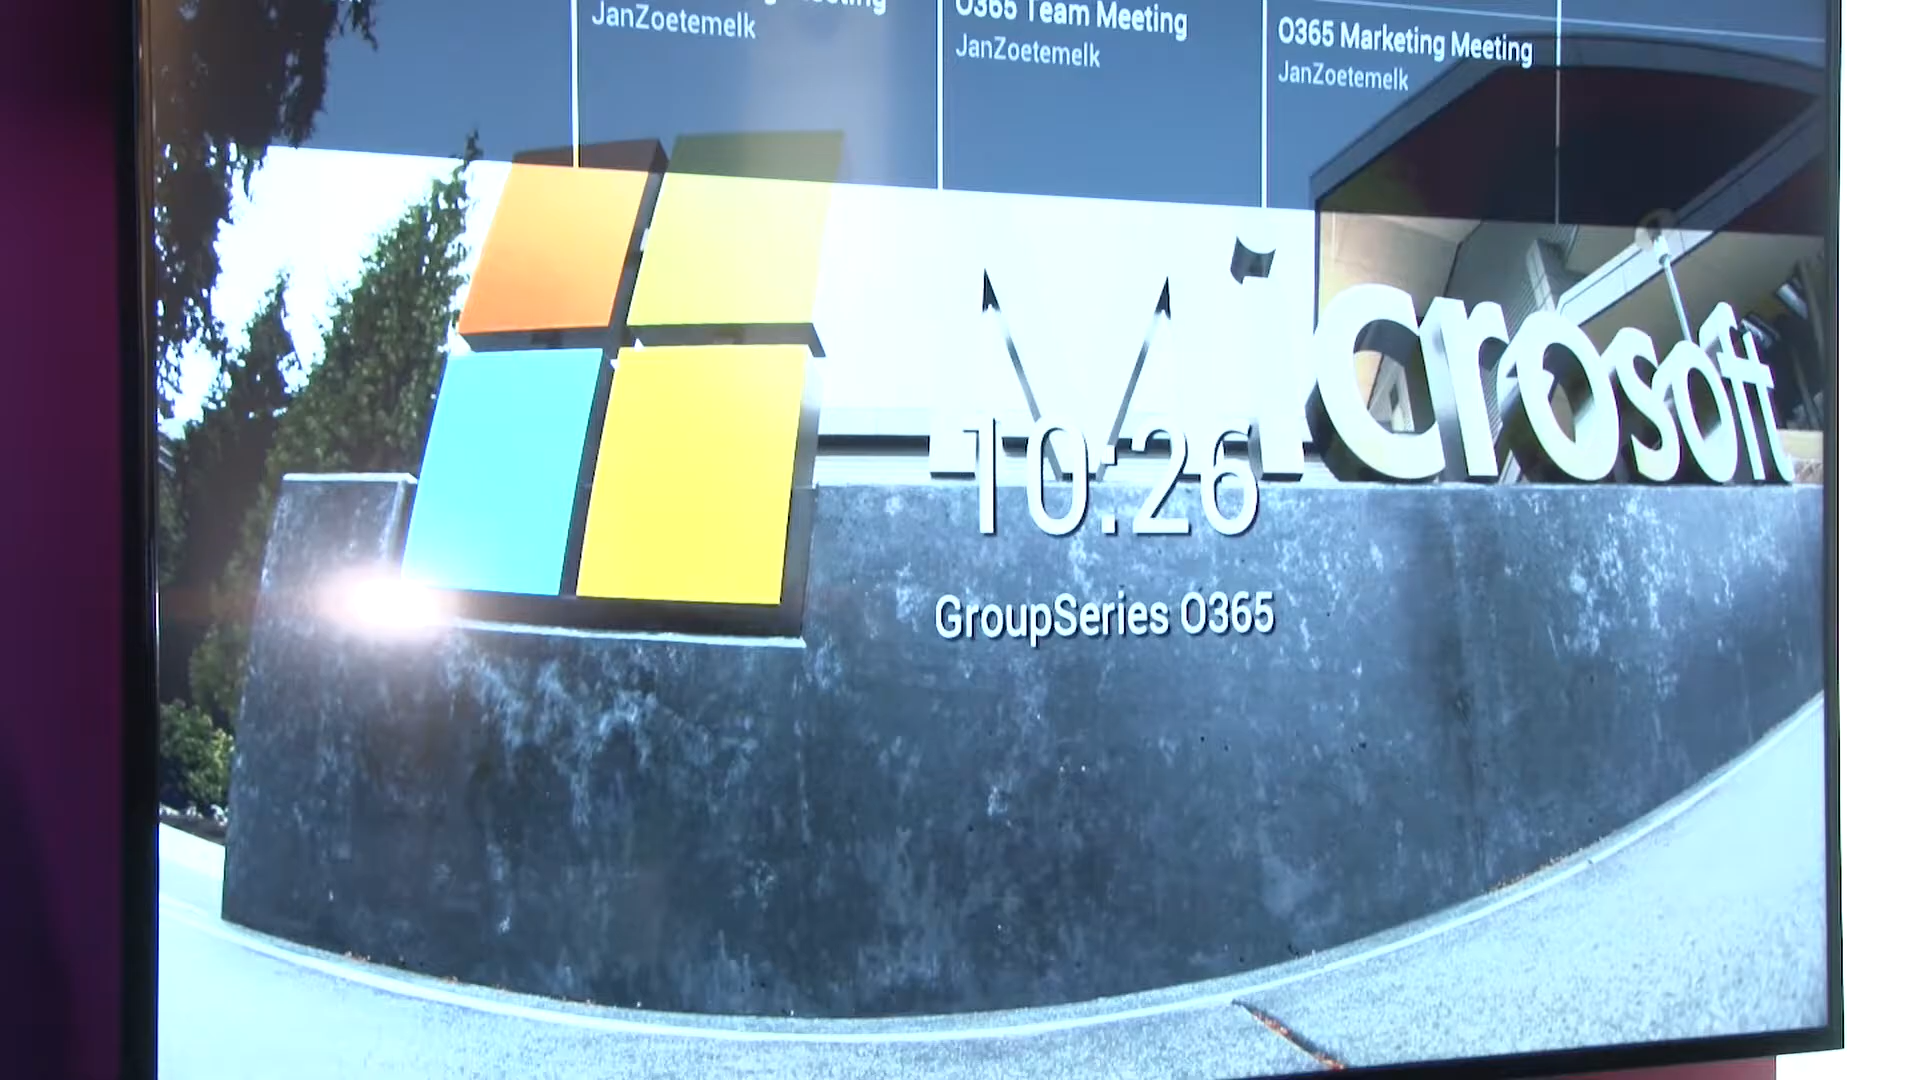 JanZoetemelk
O365 Team Meeting
JanZoetemelk
O365 Marketing Meeting
JanZoetemelk
Microsoft
10:26
GroupSeries O365